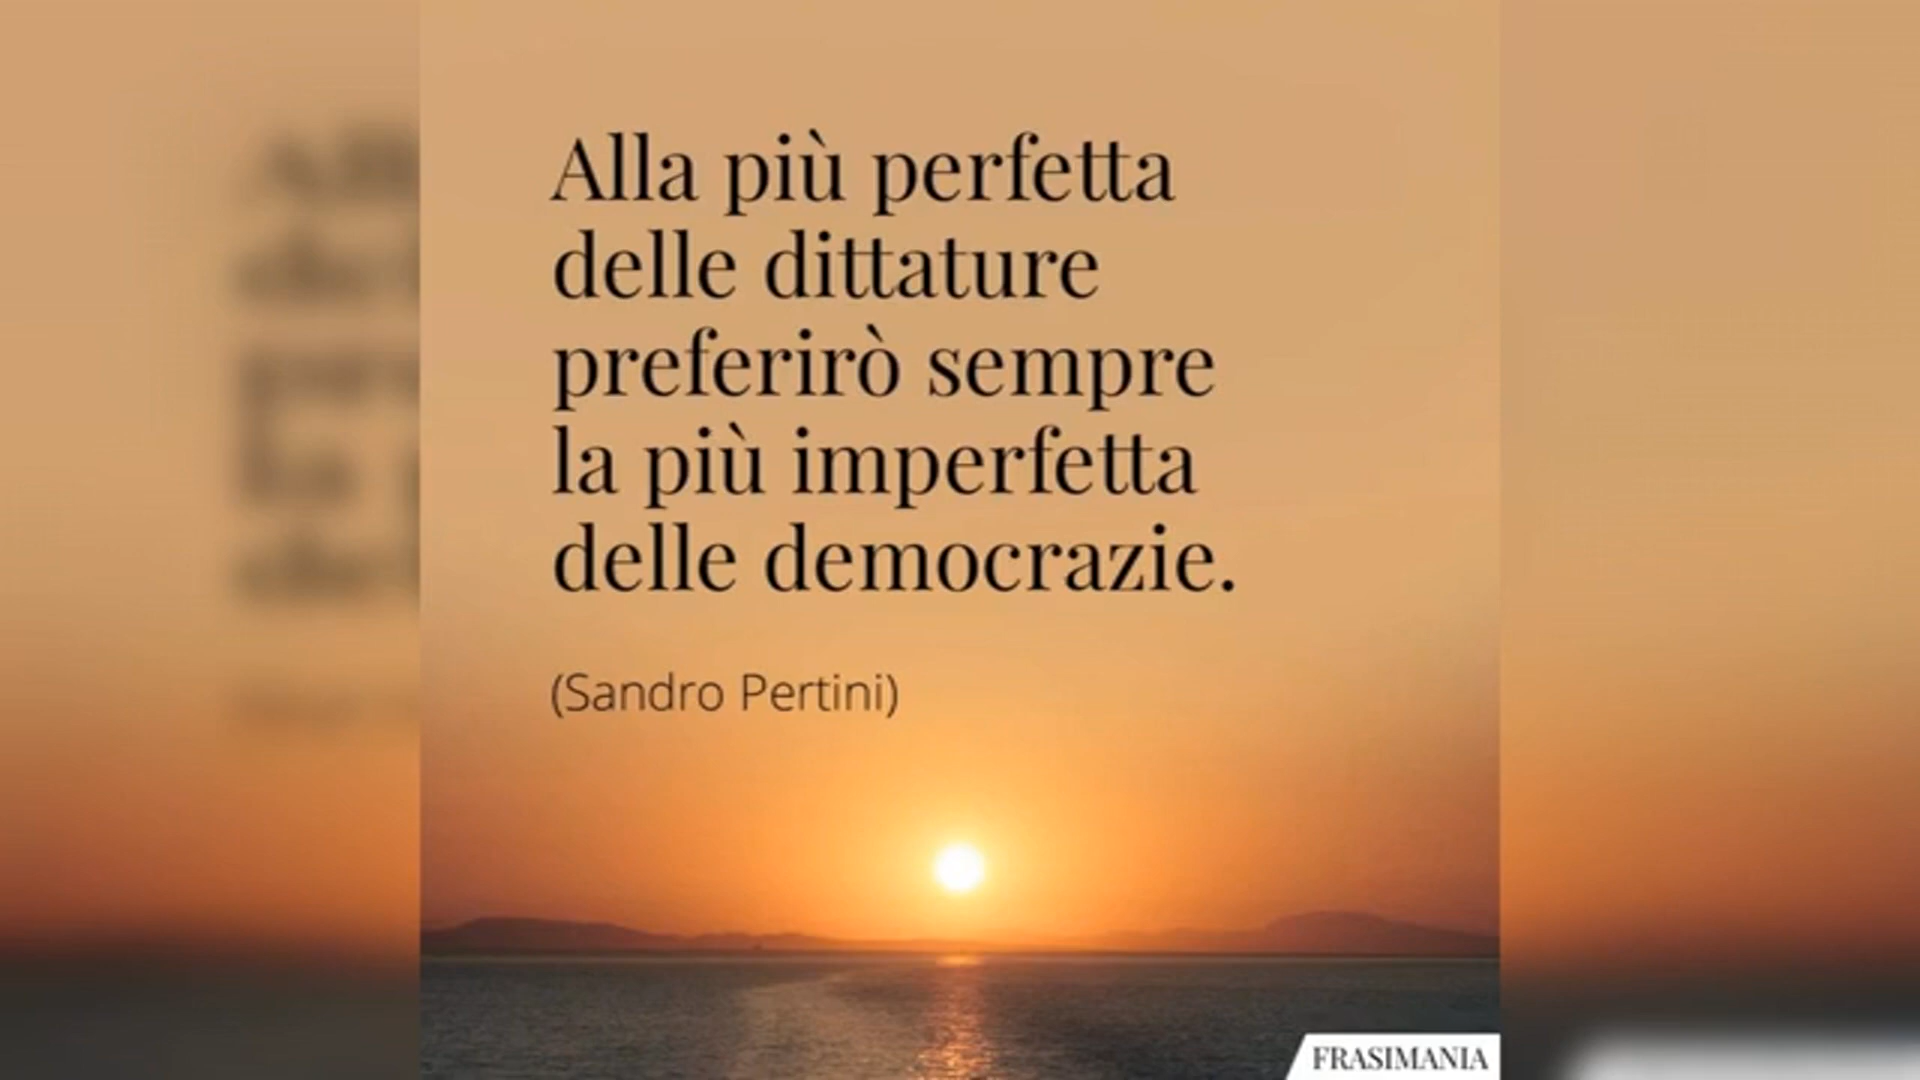 Alla più perfetta
delle dittature
preferirò sempre
la più imperfetta
delle democrazie.
(Sandro Pertini)
FRASIMANIA